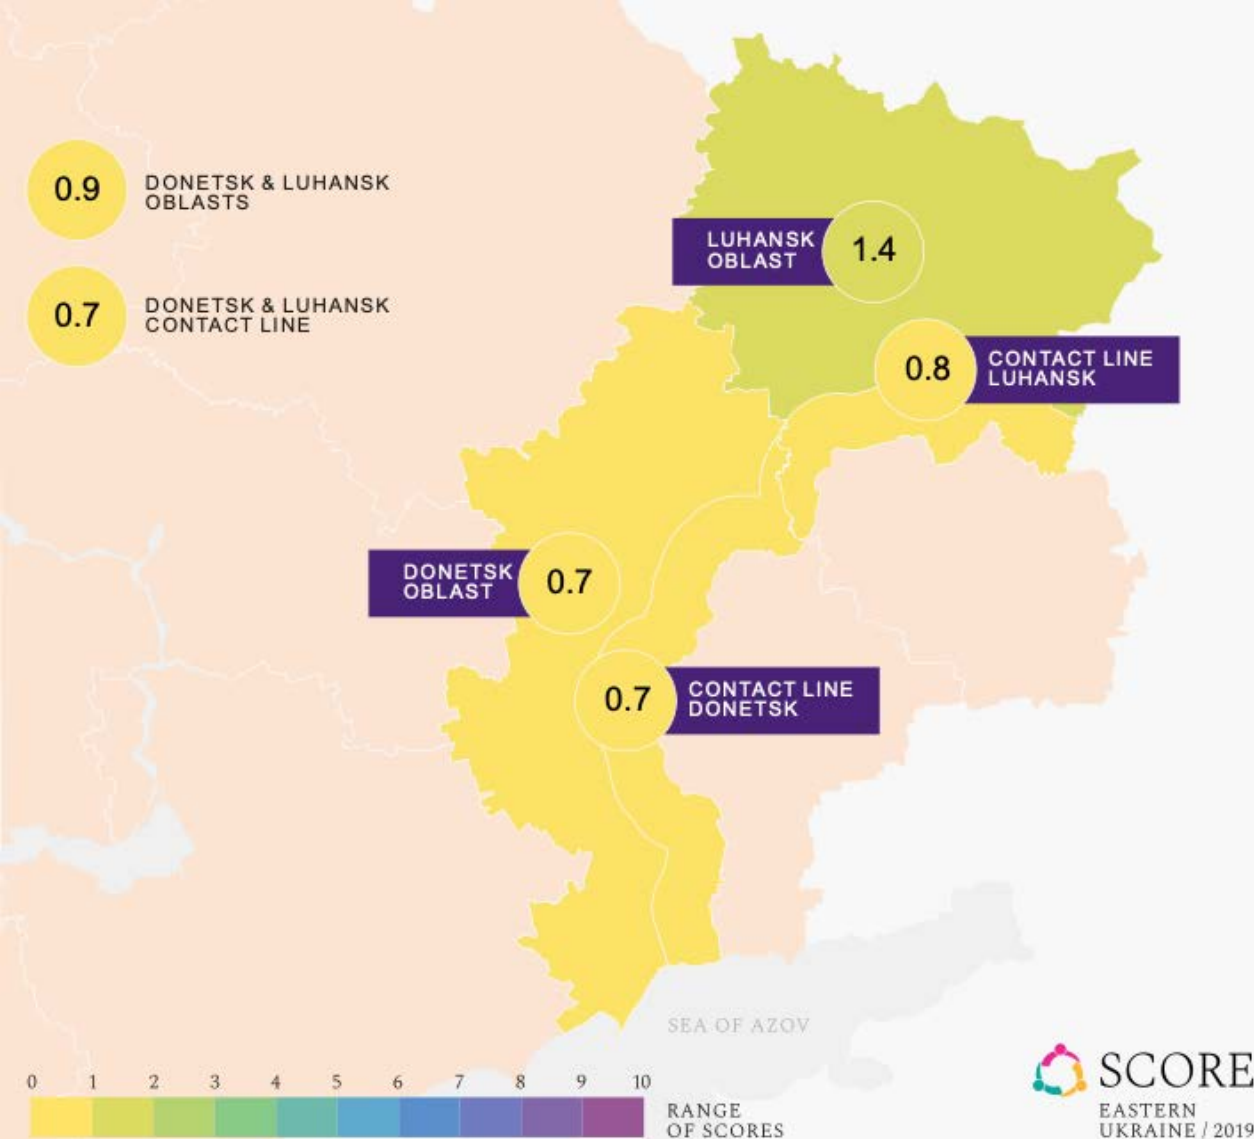 0.9
DONETSK & LUHANSK
OBLASTS
0.7
DONETSK & LUHANSK
CONTACT LINE
LUHANSK
OBLAST
1.4
0.8
CONTACT LINE
LUHANSK
DONETSK
OBLAST
0.7
0.7
CONTACT LINE
DONETSK
SEA OF AZOV
0 1 2 3 4 5 6 7 8 9 10
RANGE
OF SCORES
SCORE
EASTERN
UKRAINE / 2019